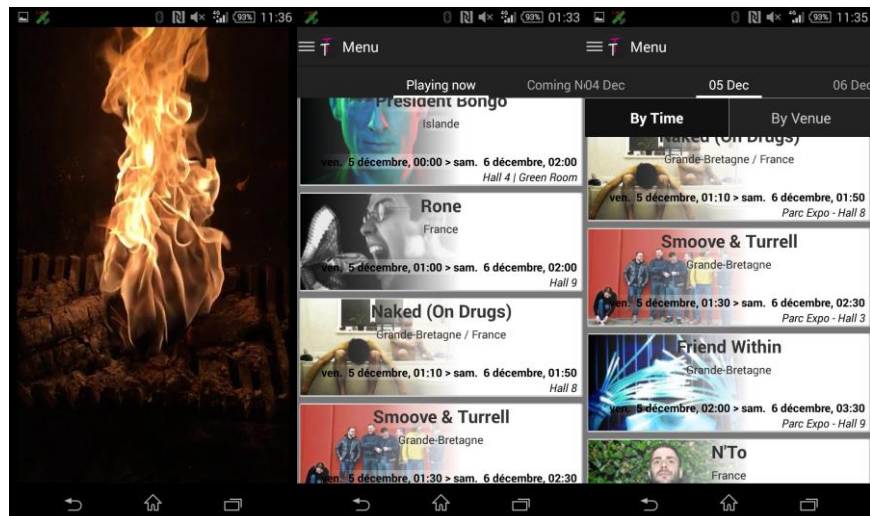 93% 11:36
93% 01:33
Menu
Playing now
Coming N
President Bongo
Islande
ven. 5 décembre, 00:00 > sam. 6 décembre, 02:00
Hall 4 | Green Room
Rone
France
ven. 5 décembre, 01:00 > sam. 6 décembre, 02:00
Hall 9
Naked (On Drugs)
Grande-Bretagne / France
ven. 5 décembre, 01:10 > sam. 6 décembre, 01:50
Hall 8
Smoove & Turrell
Grande-Bretagne
ven. 5 décembre, 01:30 > sam. 6 décembre, 02:30
93% 11:35
Menu
04 Dec
05 Dec
06 Dec
By Time
By Venue
Naked (On Drugs)
Grande-Bretagne / France
ven. 5 décembre, 01:10 > sam. 6 décembre, 01:50
Parc Expo - Hall 8
Smoove & Turrell
Grande-Bretagne
ven. 5 décembre, 01:30 > sam. 6 décembre, 02:30
Parc Expo - Hall 3
Friend Within
Grande-Bretagne
ven. 5 décembre, 02:00 > sam. 6 décembre, 03:30
Parc Expo - Hall 9
N'To
France